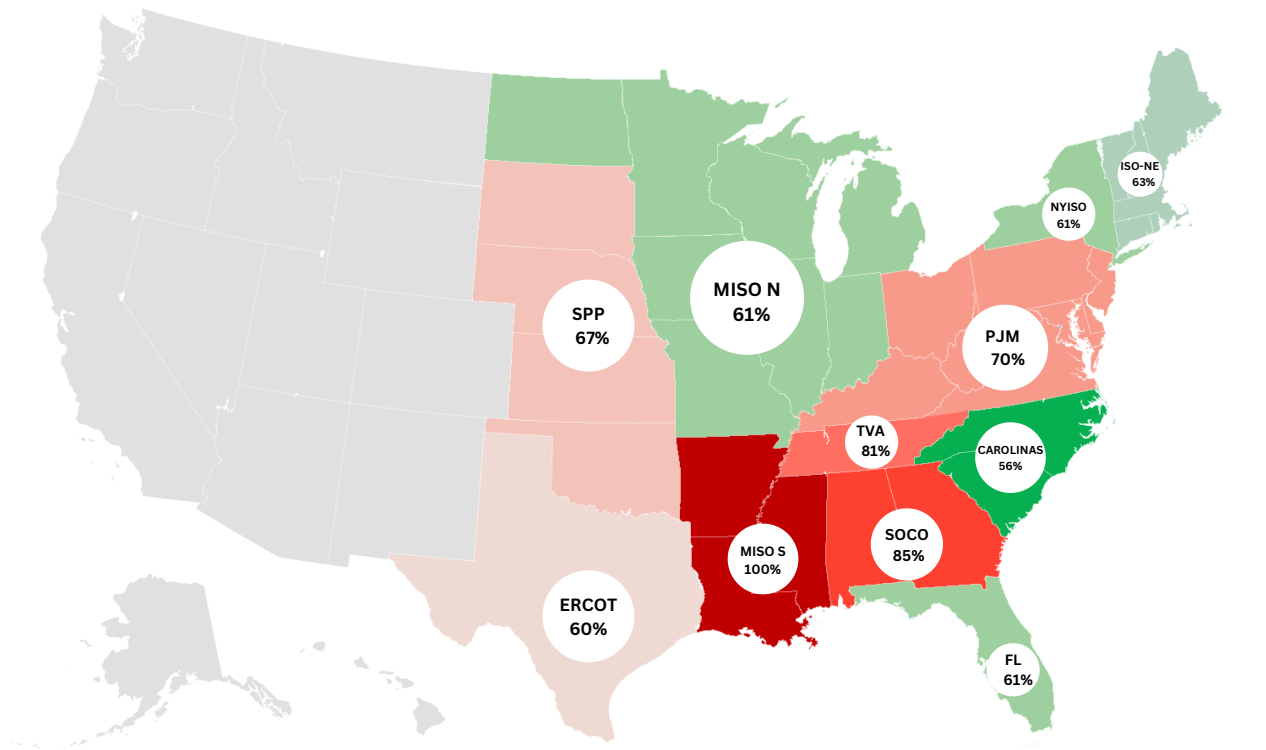 ISO-NE
63%
NYISO
61%
MISO N
61%
SPP
67%
PJM
70%
TVA
81%
CAROLINAS
56%
SOCO
85%
MISO S
100%
ERCOT
60%
FL
61%